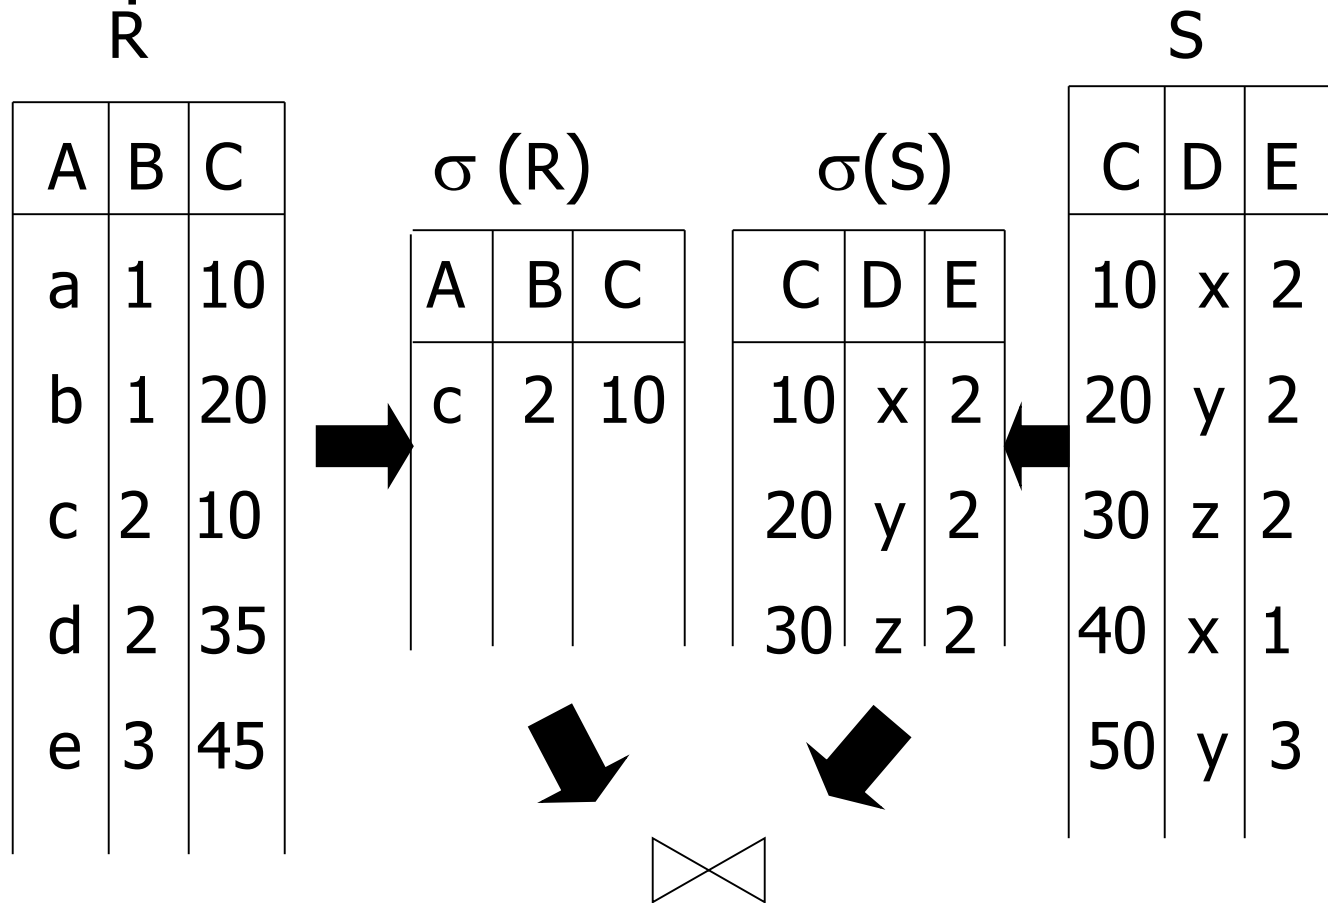 R S
σ (R) σ(S)
A B C C D E
A B C C D E
a 1 10 10 x 2
b 1 20 c 2 10 10 x 2 20 y 2
c 2 10 20 y 2 30 z 2
d 2 35 30 z 2 40 x 1
e 3 45 50 y 3